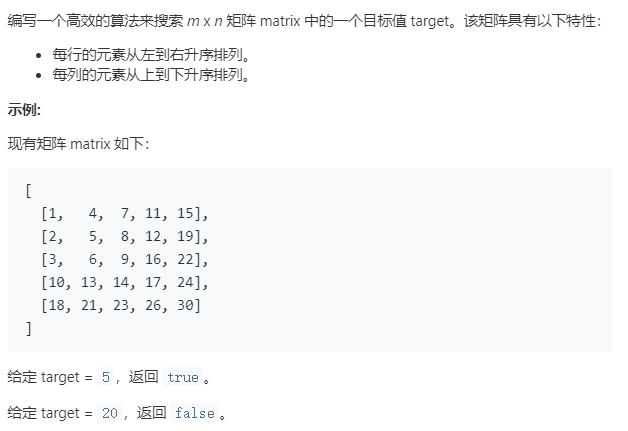 编写一个高效的算法来搜索 m x n 矩阵 matrix 中的一个目标值 target。该矩阵具有以下特性：
• 每行的元素从左到右升序排列。
• 每列的元素从上到下升序排列。
示例:
现有矩阵 matrix 如下：
[
[1, 4, 7, 11, 15],
[2, 5, 8, 12, 19],
[3, 6, 9, 16, 22],
[10, 13, 14, 17, 24],
[18, 21, 23, 26, 30]
]
给定 target = 5，返回 true。
给定 target = 20，返回 false。